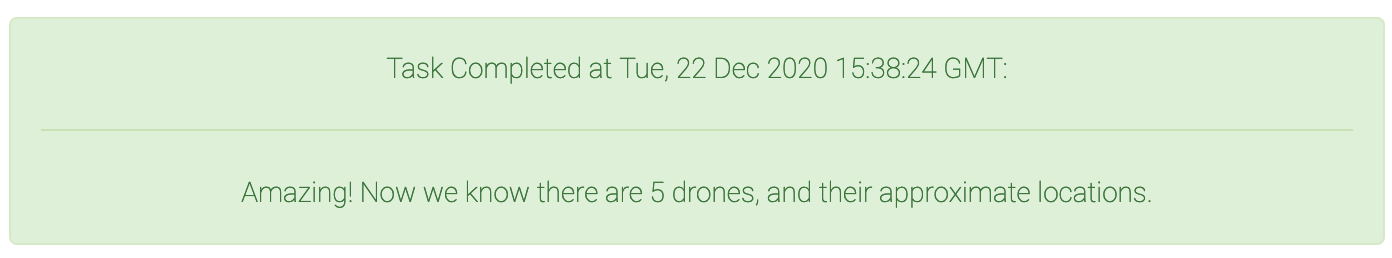 Task Completed at Tue, 22 Dec 2020 15:38:24 GMT:
Amazing! Now we know there are 5 drones, and their approximate locations.